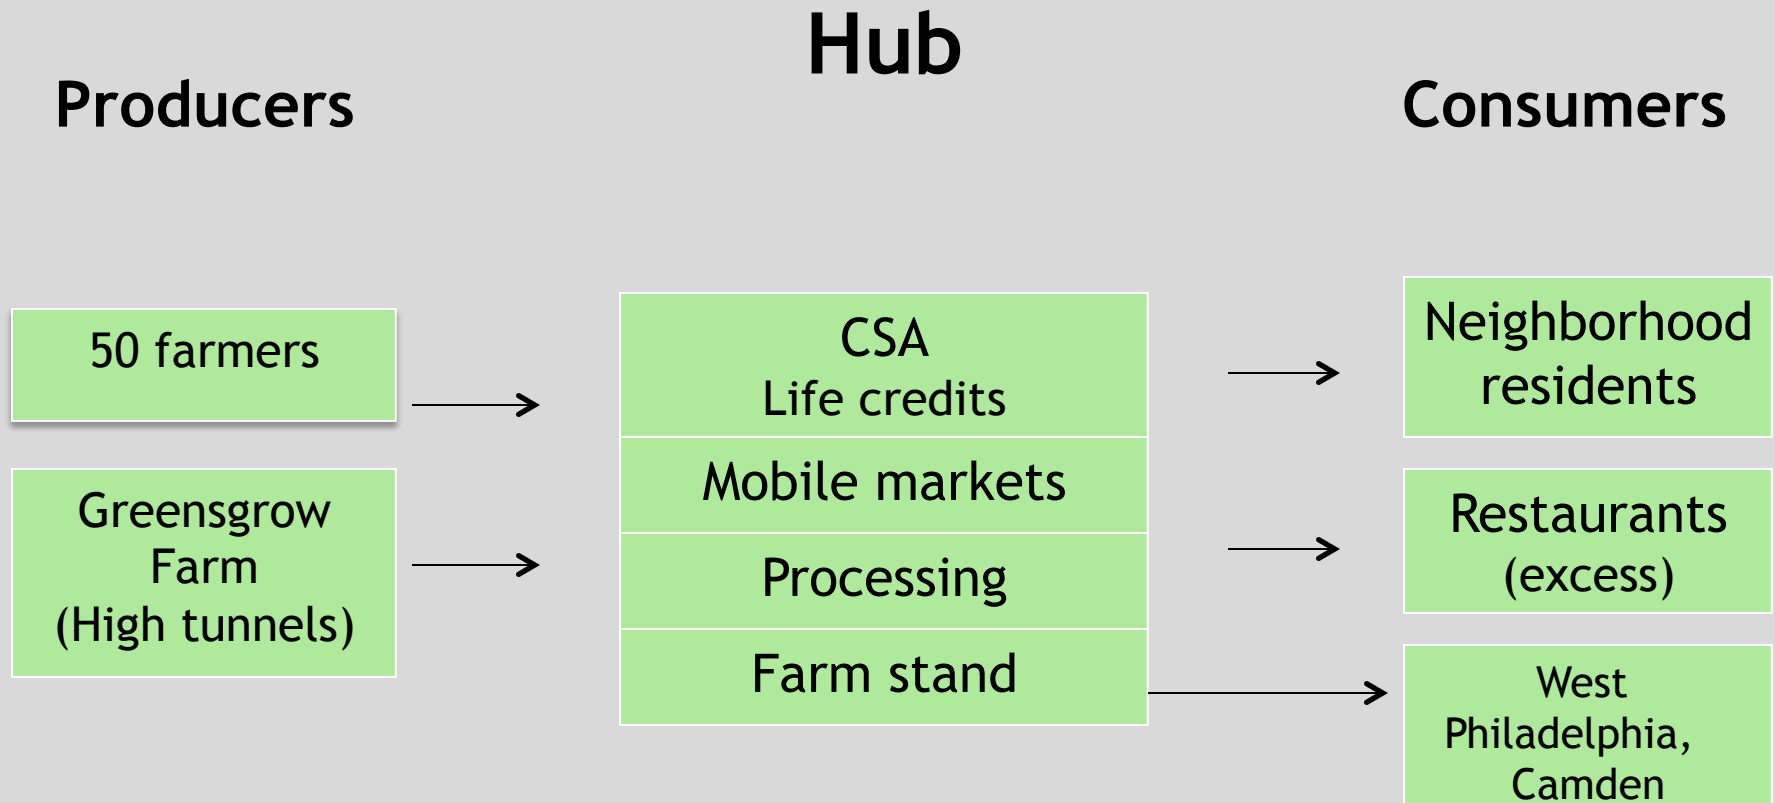 Hub
Producers
Consumers
50 farmers
Greensgrow
Farm
(High tunnels)
CSA
Life credits
Mobile markets
Processing
Farm stand
Neighborhood
residents
Restaurants
(excess)
West
Philadelphia,
Camden